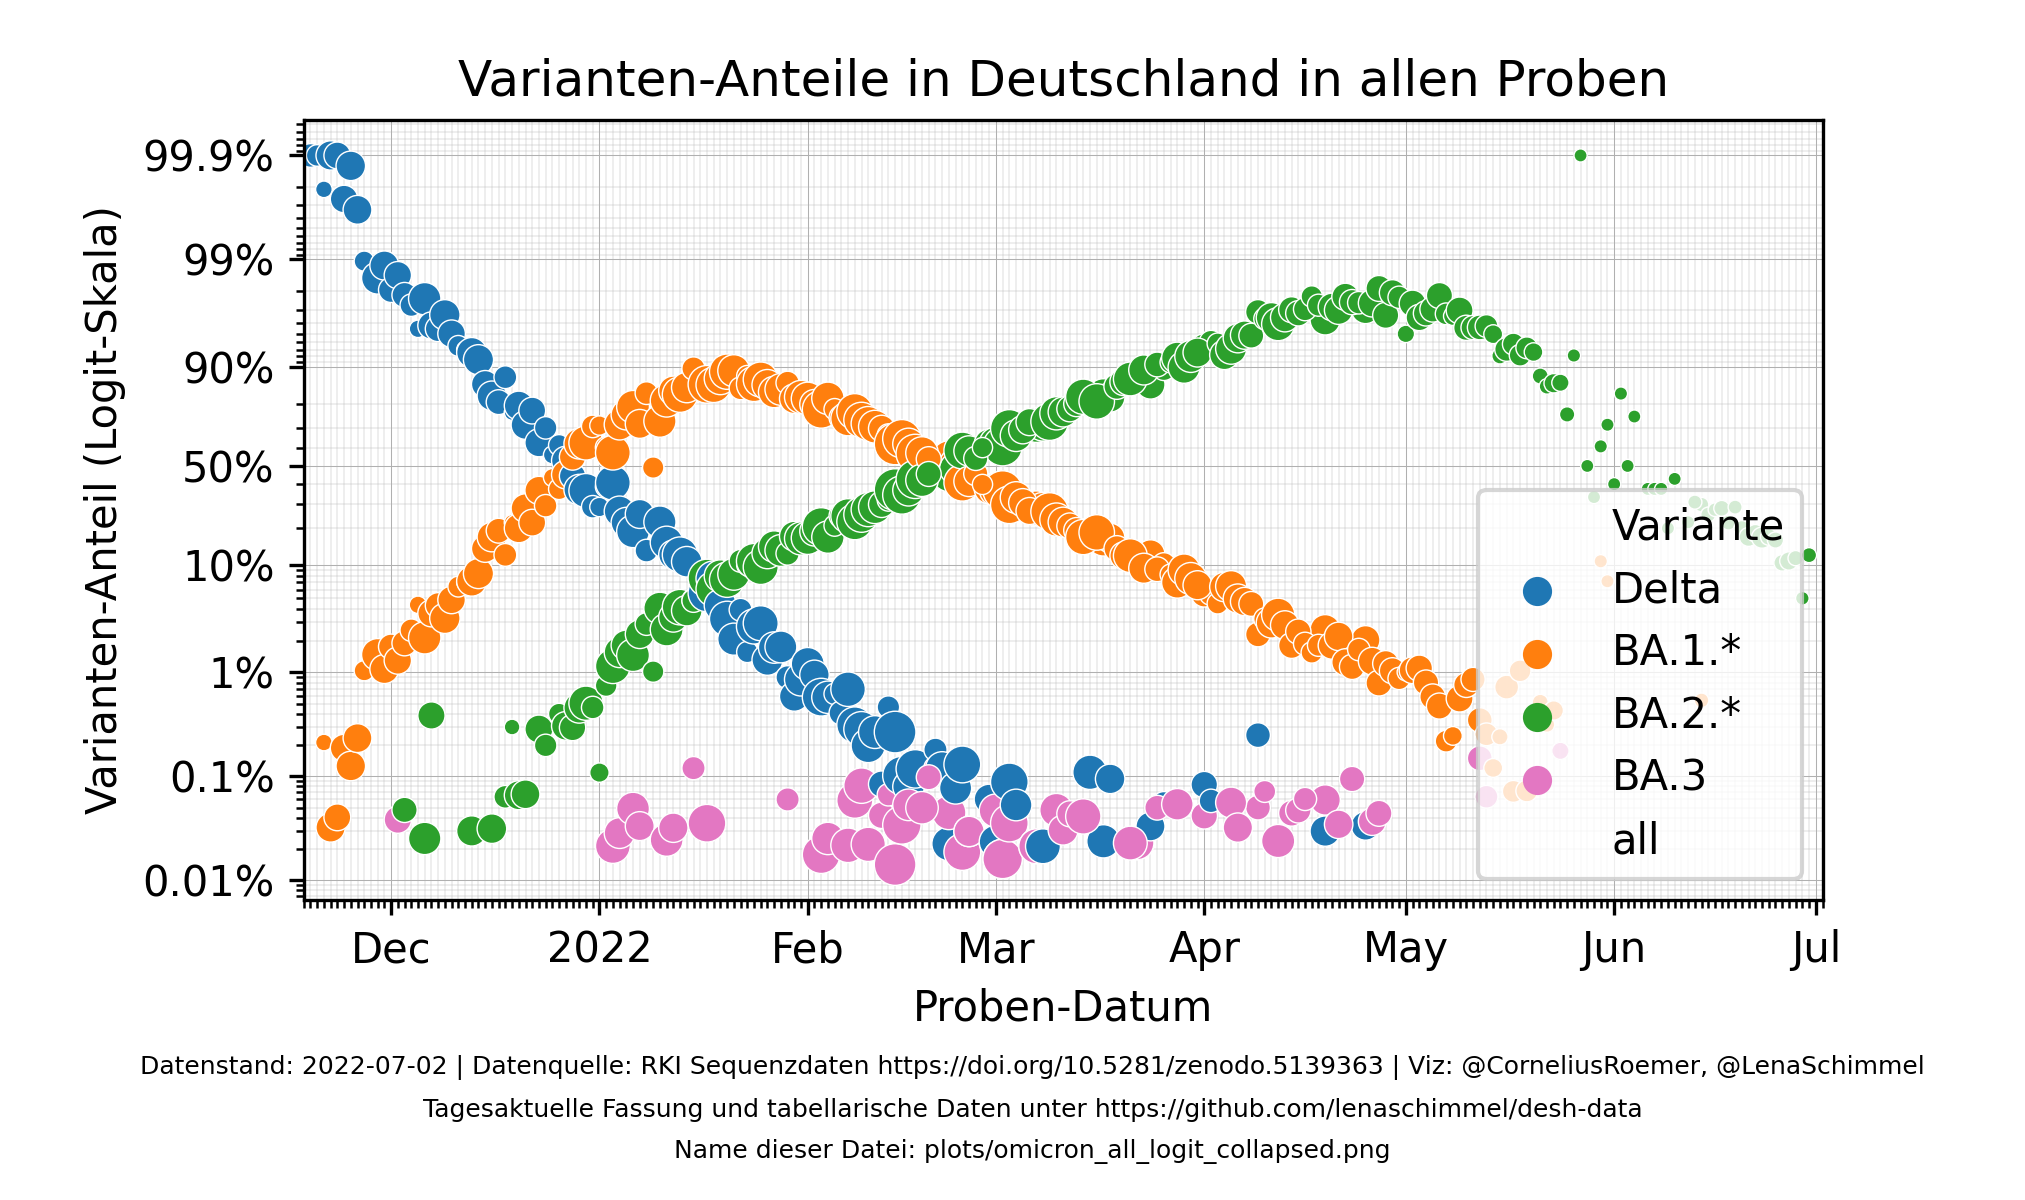 Varianten-Anteile in Deutschland in allen Proben
Varianten-Anteil (Logit-Skala)
99.9%
99%
90%
50%
10%
1%
0.1%
0.01%
Variante
Delta
BA.1.*
BA.2.*
BA.3
all
Dec 2022 Feb Mar Apr May Jun Jul
Proben-Datum
Datenstand: 2022-07-02 | Datenquelle: RKI Sequenzdaten https://doi.org/10.5281/zenodo.5139363 | Viz: @CorneliusRoemer, @LenaSchimmel
Tagesaktuelle Fassung und tabellarische Daten unter https://github.com/lenaschimmel/desh-data
Name dieser Datei: plots/omicron_all_logit_collapsed.png